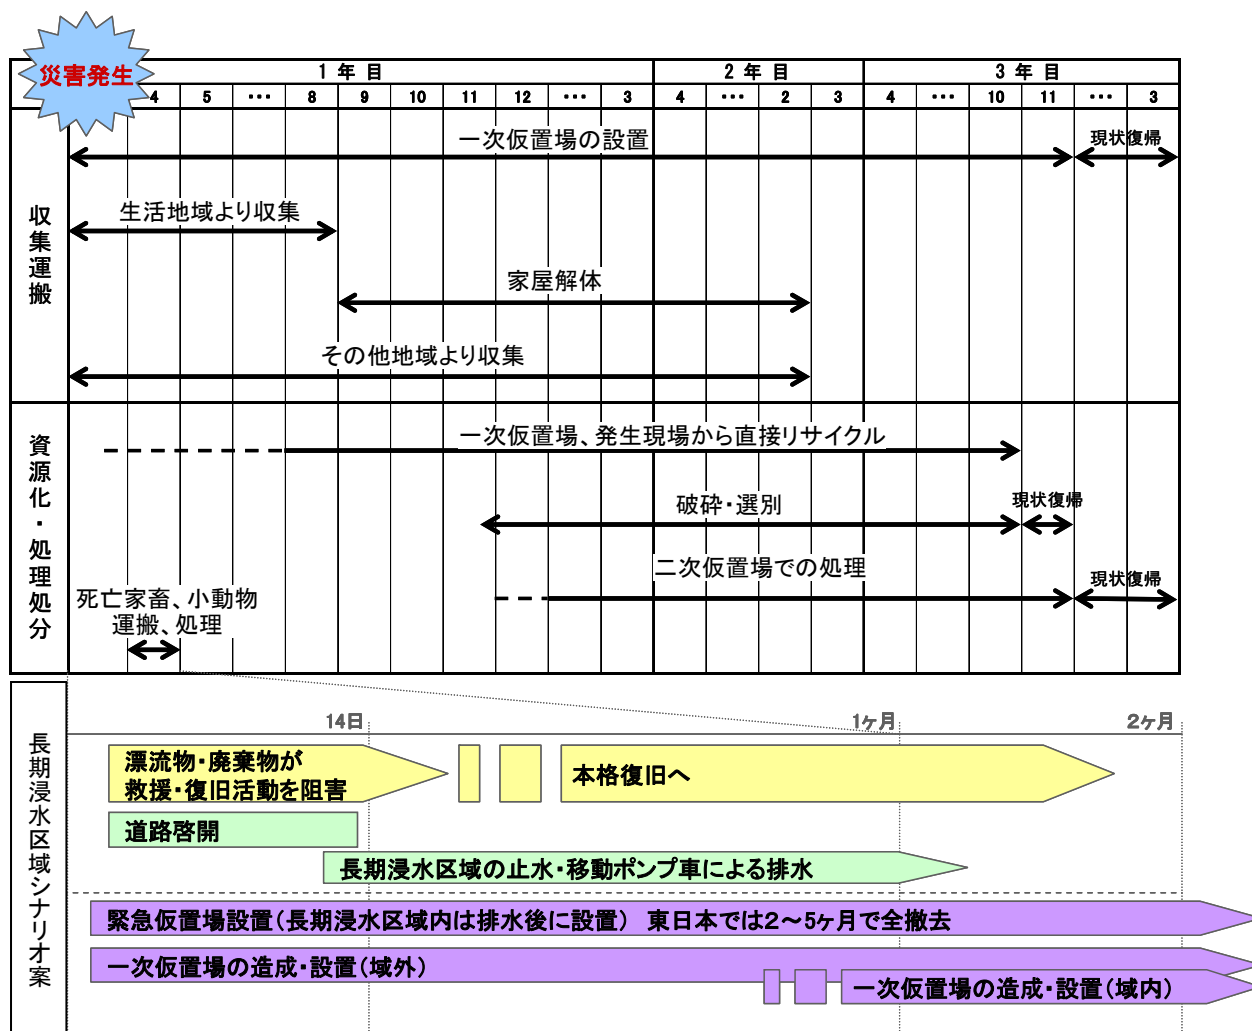 災害発生
1 年 目
2 年 目
3 年 目
4 5 ･･･ 8 9 10 11 12 ･･･ 3 4 ･･･ 2 3 4 ･･･ 10 11 ･･･ 3
収集運搬
一次仮置場の設置
現状復帰
生活地域より収集
家屋解体
その他地域より収集
資源化・処理処分
一次仮置場、発生現場から直接リサイクル
破砕・選別
現状復帰
二次仮置場での処理
現状復帰
死亡家畜、小動物
運搬、処理
長期浸水区域シナリオ案
14日
1ヶ月
2ヶ月
漂流物・廃棄物が
救援・復旧活動を阻害
本格復旧へ
道路啓開
長期浸水区域の止水・移動ポンプ車による排水
緊急仮置場設置（長期浸水区域内は排水後に設置） 東日本では２～5ヶ月で全撤去
一次仮置場の造成・設置（域外）
一次仮置場の造成・設置（域内）